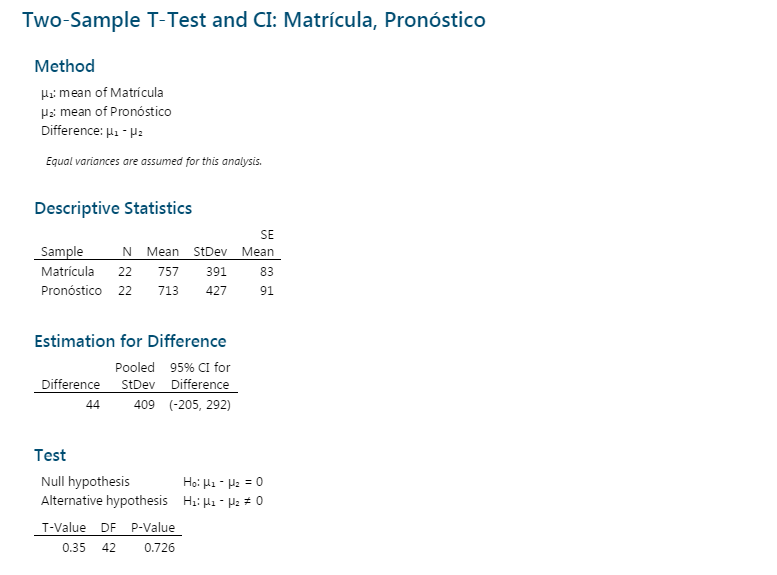 Two-Sample T-Test and CI: Matrícula, Pronóstico
Method
μ₁: mean of Matrícula
μ₂: mean of Pronóstico
Difference: μ₁ - μ₂
Equal variances are assumed for this analysis.
Descriptive Statistics
SE
Sample N Mean StDev Mean
Matrícula 22 757 391 83
Pronóstico 22 713 427 91
Estimation for Difference
Pooled 95% CI for
Difference StDev Difference
44 409 (-205, 292)
Test
Null hypothesis H₀: μ₁ - μ₂ = 0
Alternative hypothesis H₁: μ₁ - μ₂ ≠ 0
T-Value DF P-Value
0.35 42 0.726